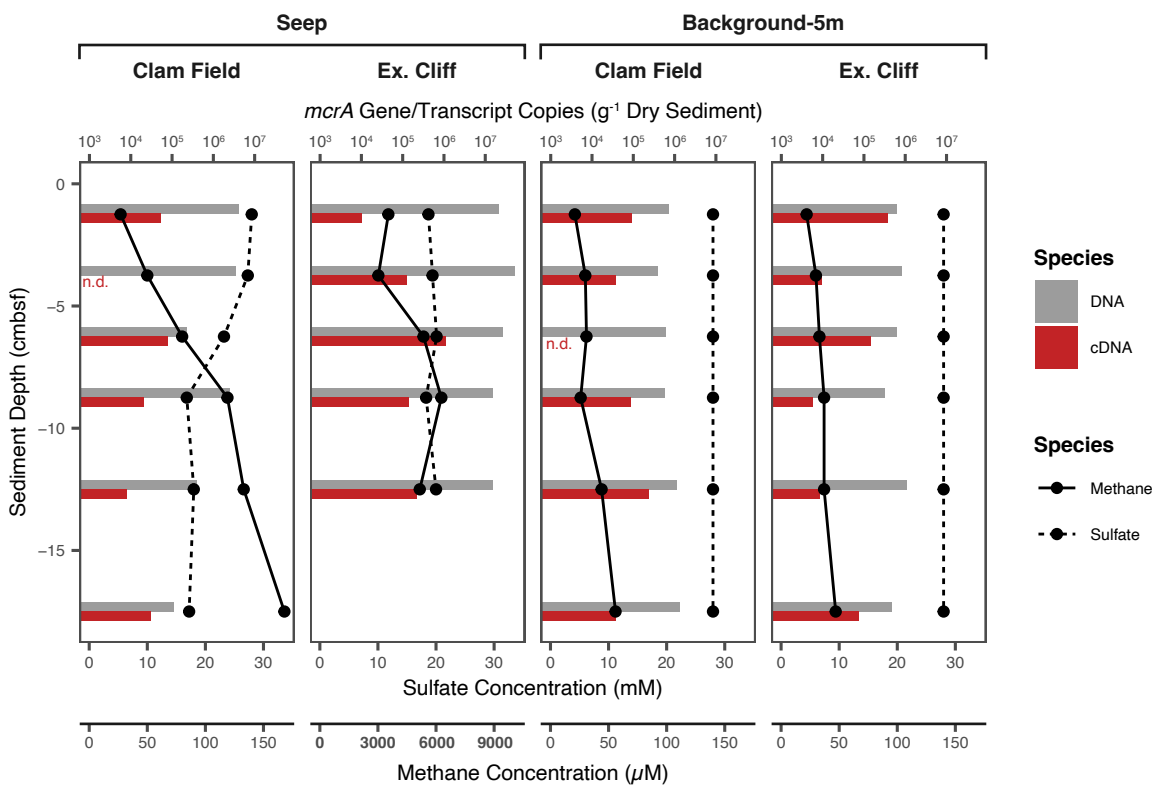 Seep Background-5m
Clam Field Ex. Cliff Clam Field Ex. Cliff
mcrA Gene/Transcript Copies (g⁻¹ Dry Sediment)
10³ 10⁴ 10⁵ 10⁶ 10⁷ 10³ 10⁴ 10⁵ 10⁶ 10⁷ 10³ 10⁴ 10⁵ 10⁶ 10⁷ 10³ 10⁴ 10⁵ 10⁶ 10⁷
0
n.d.
−5
n.d.
−10
−15
Sediment Depth (cmbsf)
0 10 20 30 0 10 20 30 0 10 20 30 0 10 20 30
Sulfate Concentration (mM)
0 50 100 150 0 3000 6000 9000 0 50 100 150 0 50 100 150
Methane Concentration (µM)
Species
DNA
cDNA
Species
Methane
Sulfate